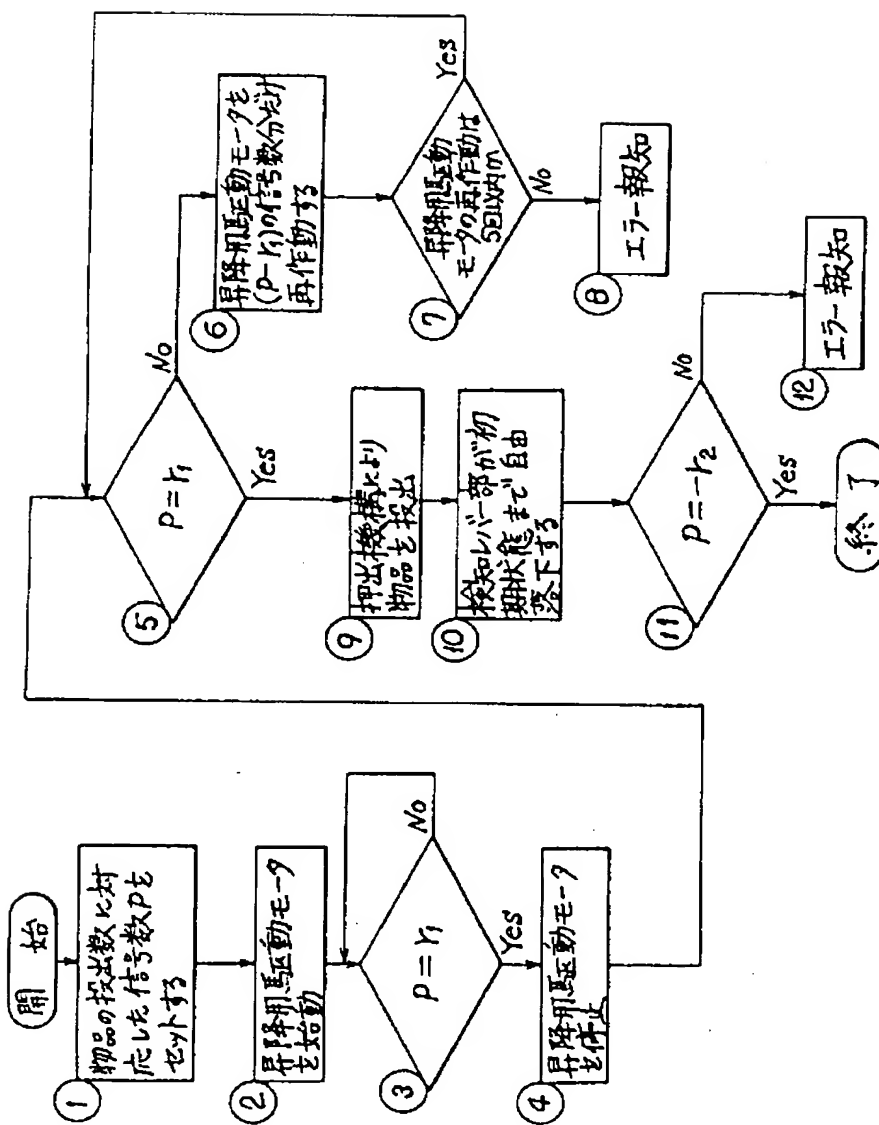 開始
①
物品の投出数に対
応した信号数Pを
セットする
②
昇降用駆動モータ
を始動
③
P=r₁
No
Yes
④
昇降用駆動モータ
を停止
⑤
P=r₁
No
Yes
⑥
昇降用駆動モータを
(P-r₁)の信号数分だけ
再作動する
⑦
昇降用駆動
モータの再作動は
5回以内か
Yes
No
⑧
エラー報知
⑨
押出機構により
物品を投出
⑩
検知レバー部が初
期状態まで自由
落下する
⑪
P=-r₂
No
Yes
⑫
エラー報知
終了